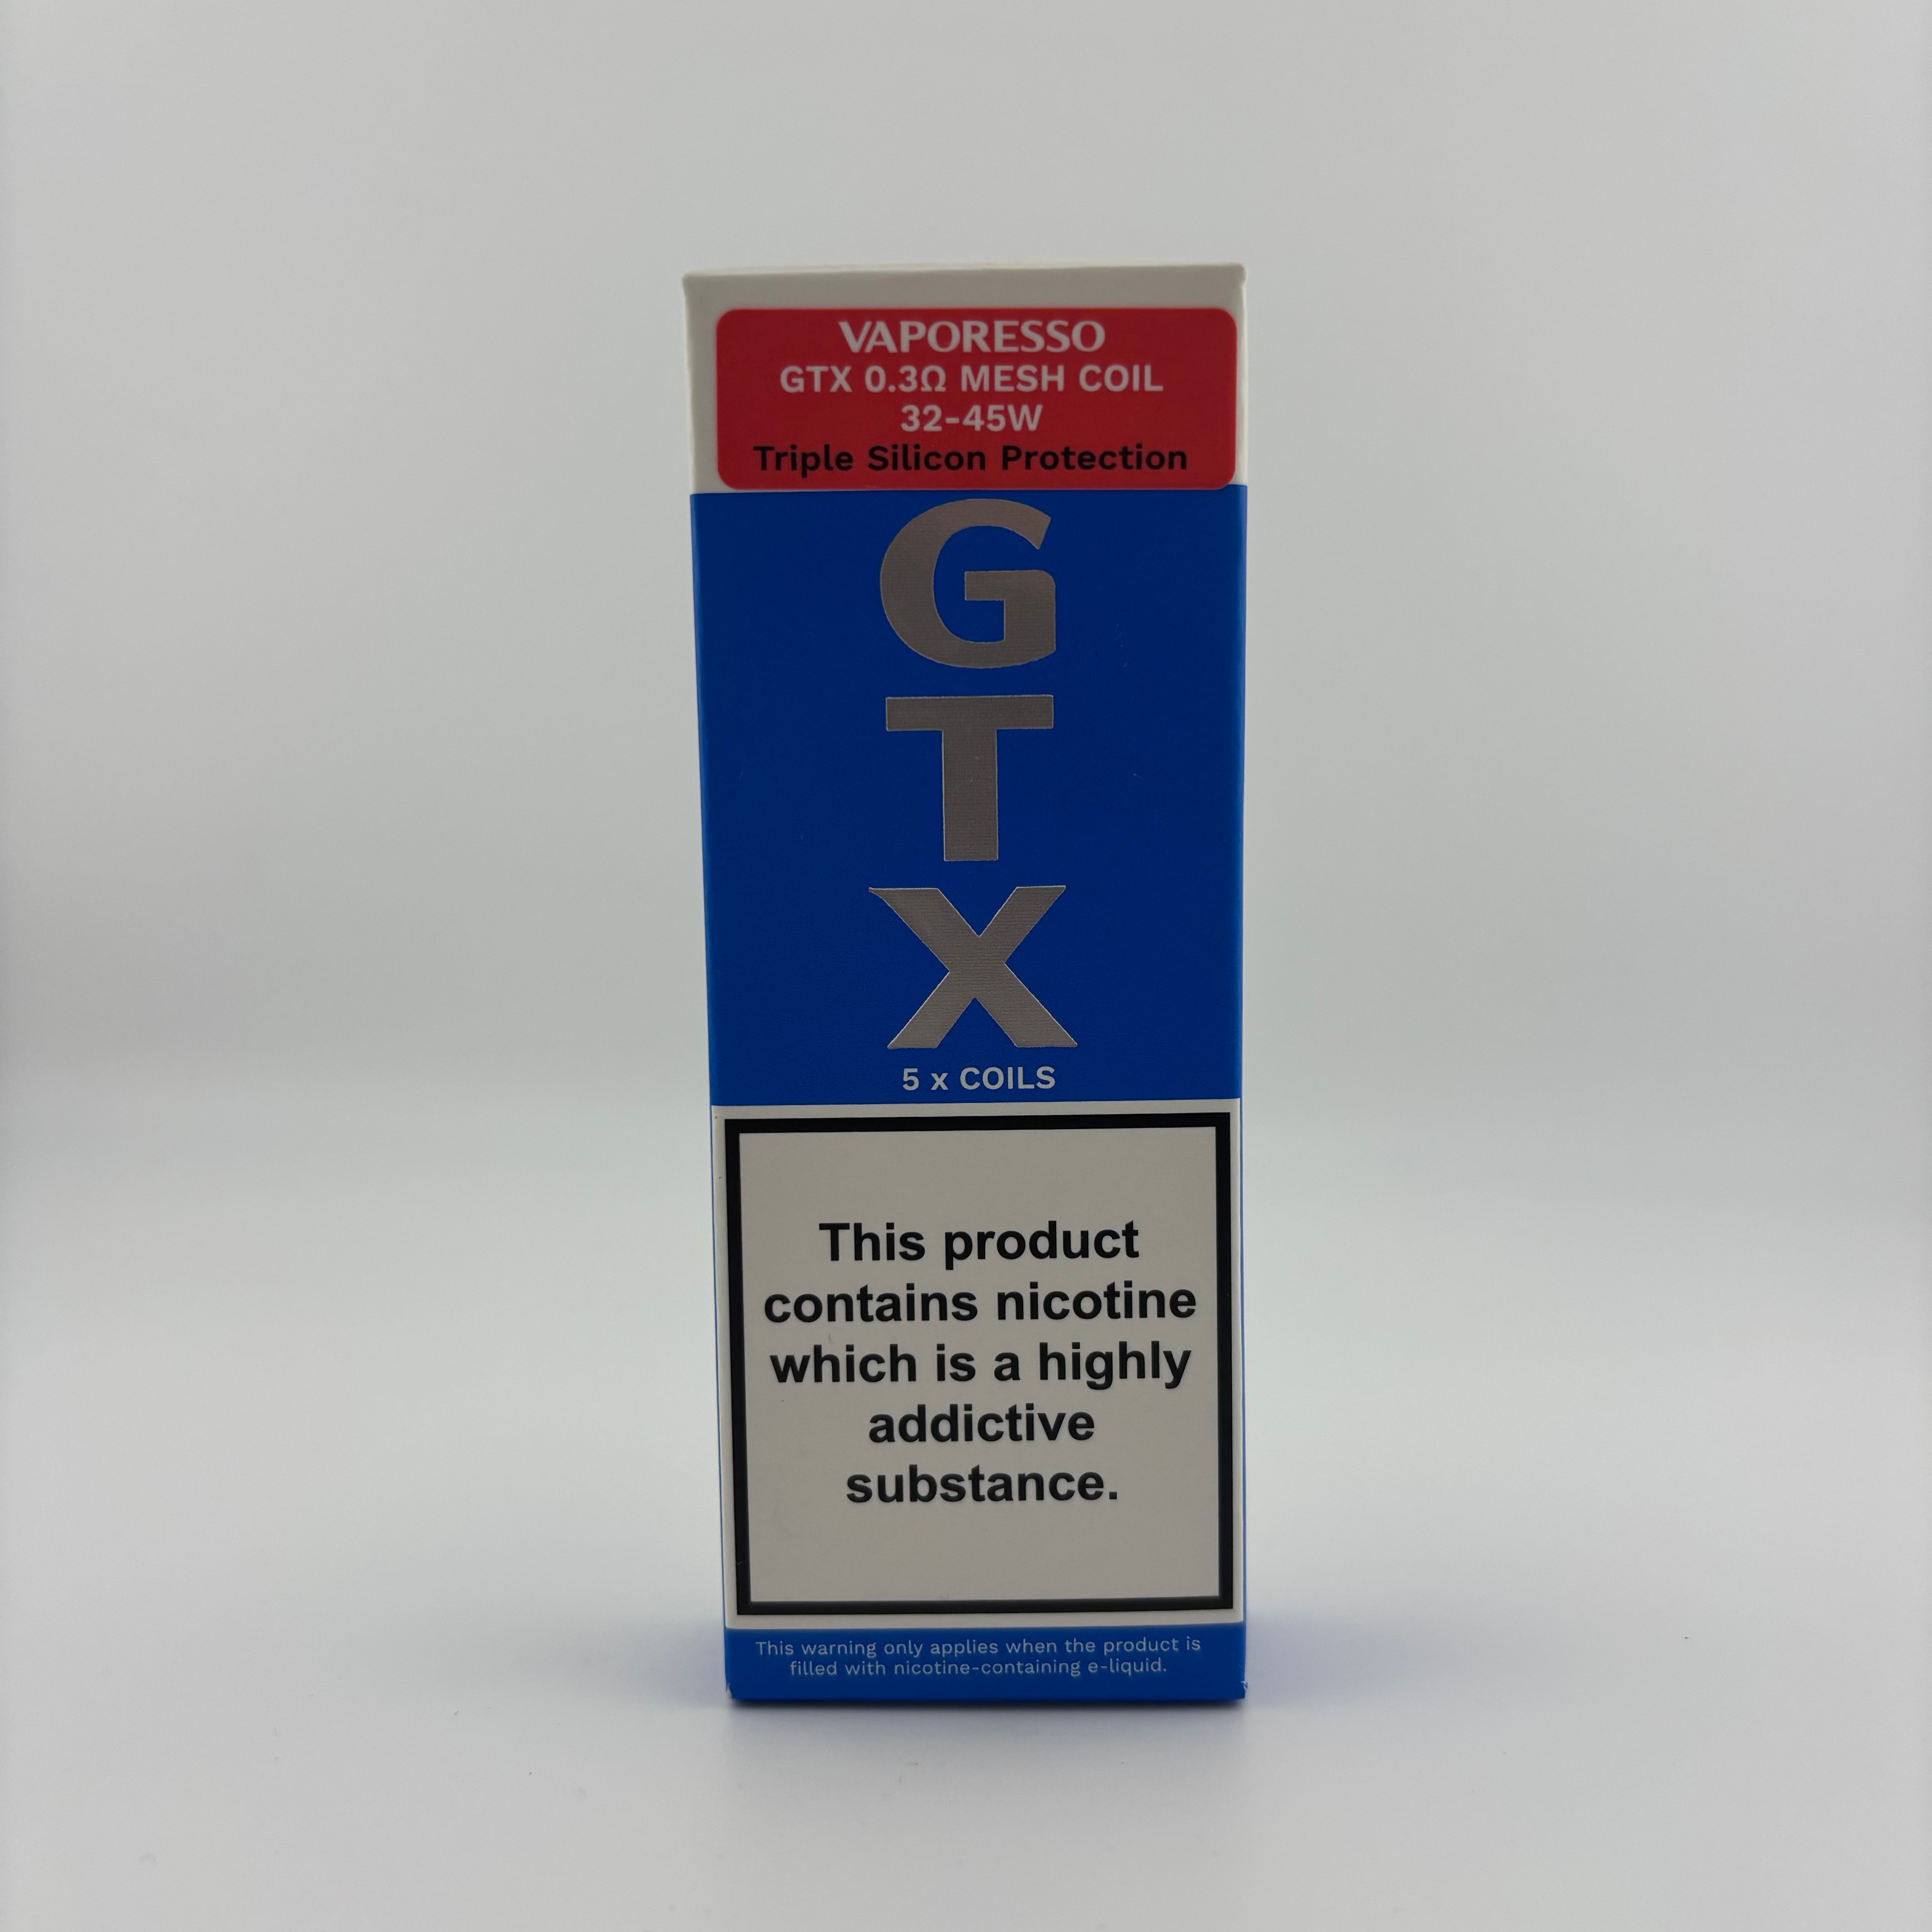 VAPORESSO
GTX 0.3Ω MESH COIL
32-45W
Triple Silicon Protection
G
T
X
5 x COILS
This product
contains nicotine
which is a highly
addictive
substance.
This warning only applies when the product is
filled with nicotine-containing e-liquid.